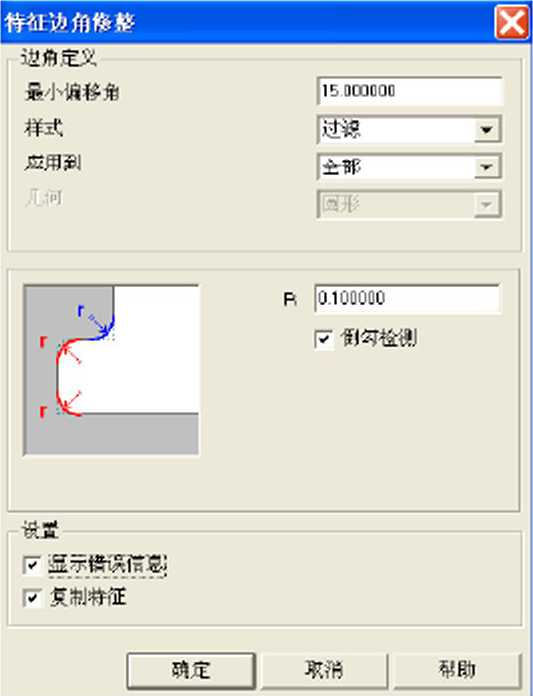 特征边角修整
边角定义
最小偏移角 15.000000
样式 过滤
应用到 全部
几何 圆形
r
r
r
R 0.100000
倒勾检测
设置
显示错误信息
复制特征
确定 取消 帮助